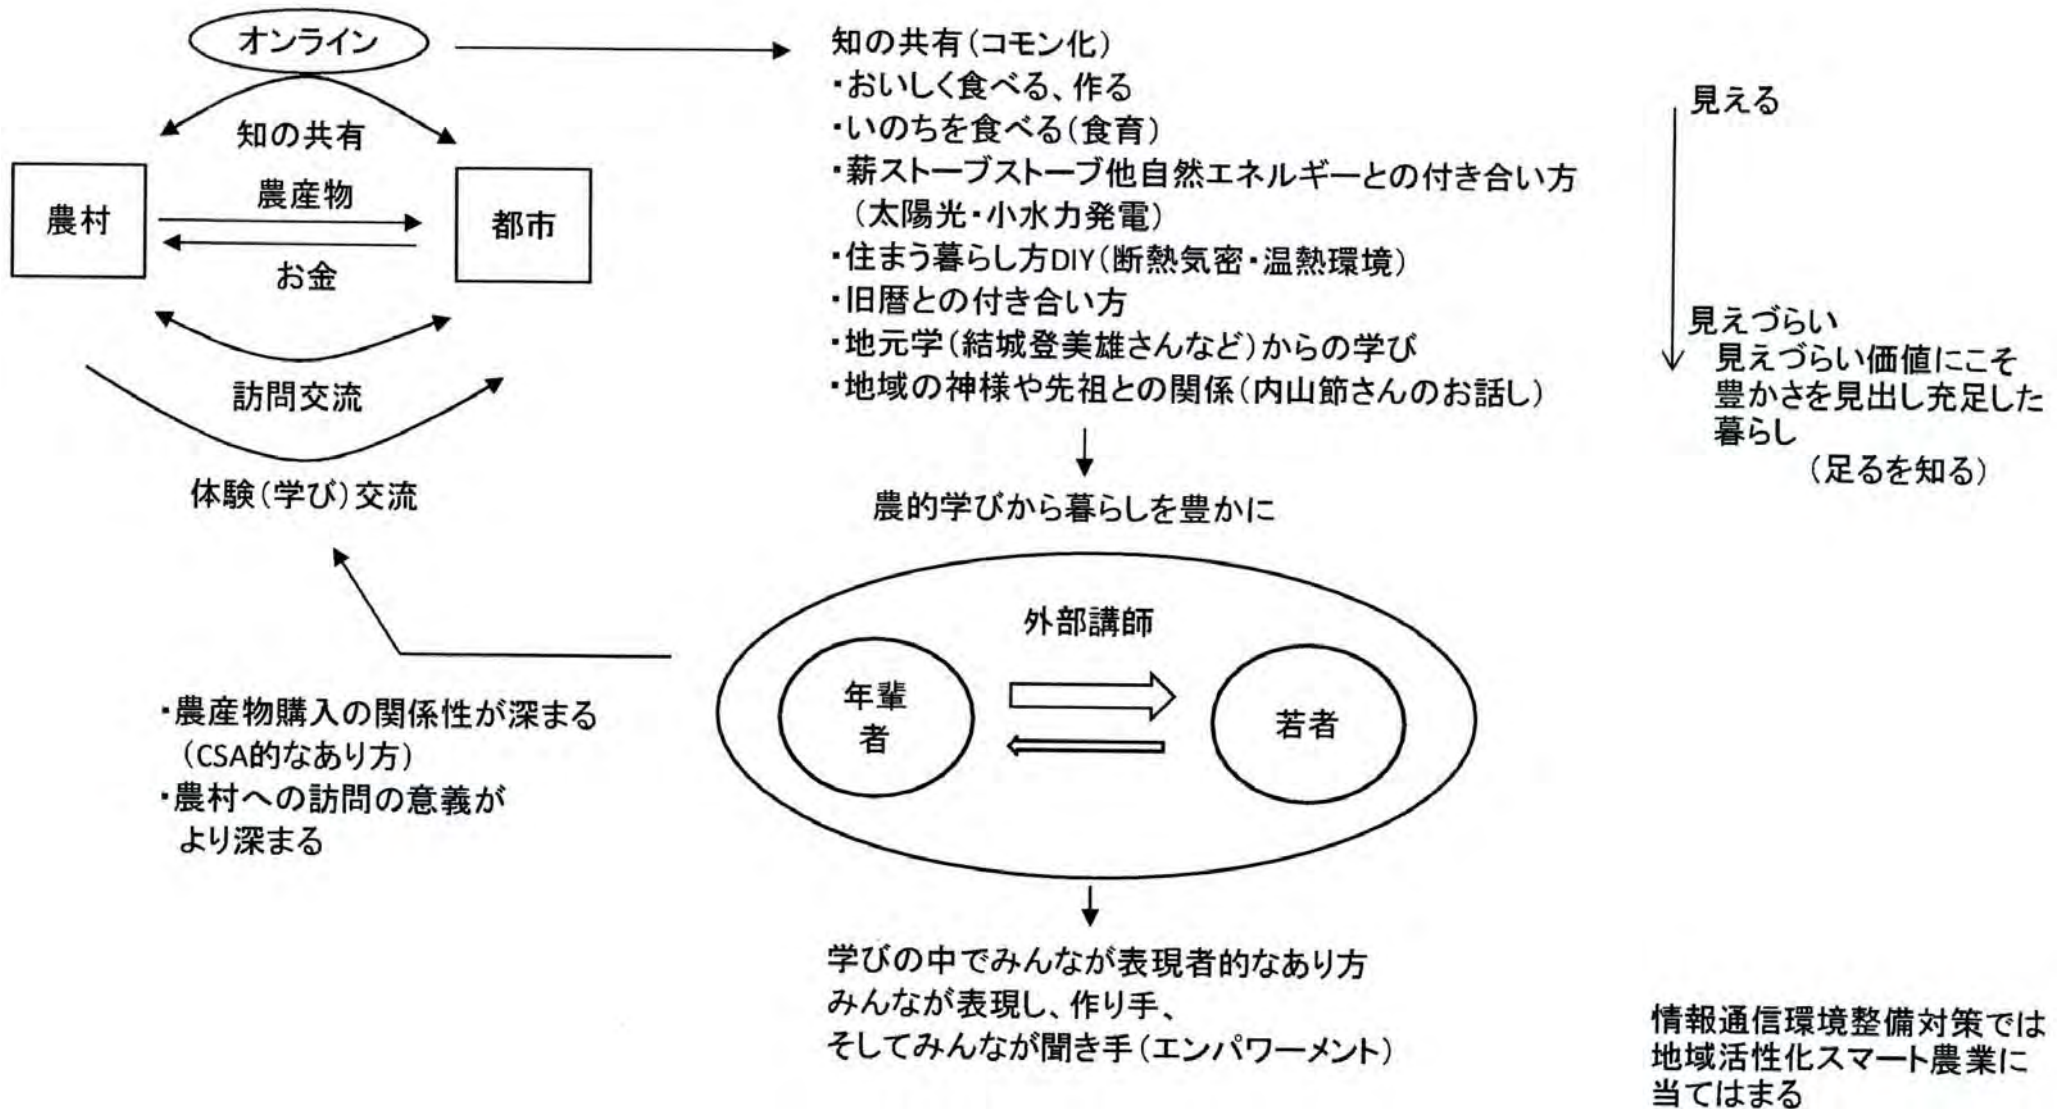 オンライン
知の共有
農村
農産物
お金
都市
訪問交流
体験(学び)交流
知の共有(コモン化)
・おいしく食べる、作る
・いのちを食べる(食育)
・薪ストーブストーブ他自然エネルギーとの付き合い方
(太陽光・小水力発電)
・住まう暮らし方DIY(断熱気密・温熱環境)
・旧暦との付き合い方
・地元学(結城登美雄さんなど)からの学び
・地域の神様や先祖との関係(内山節さんのお話し)
見える
見えづらい
見えづらい価値にこそ
豊かさを見出し充足した
暮らし
(足るを知る)
農的学びから暮らしを豊かに
外部講師
年輩
者
若者
・農産物購入の関係性が深まる
(CSA的なあり方)
・農村への訪問の意義が
より深まる
学びの中でみんなが表現者的なあり方
みんなが表現し、作り手、
そしてみんなが聞き手(エンパワーメント)
情報通信環境整備対策では
地域活性化スマート農業に
当てはまる